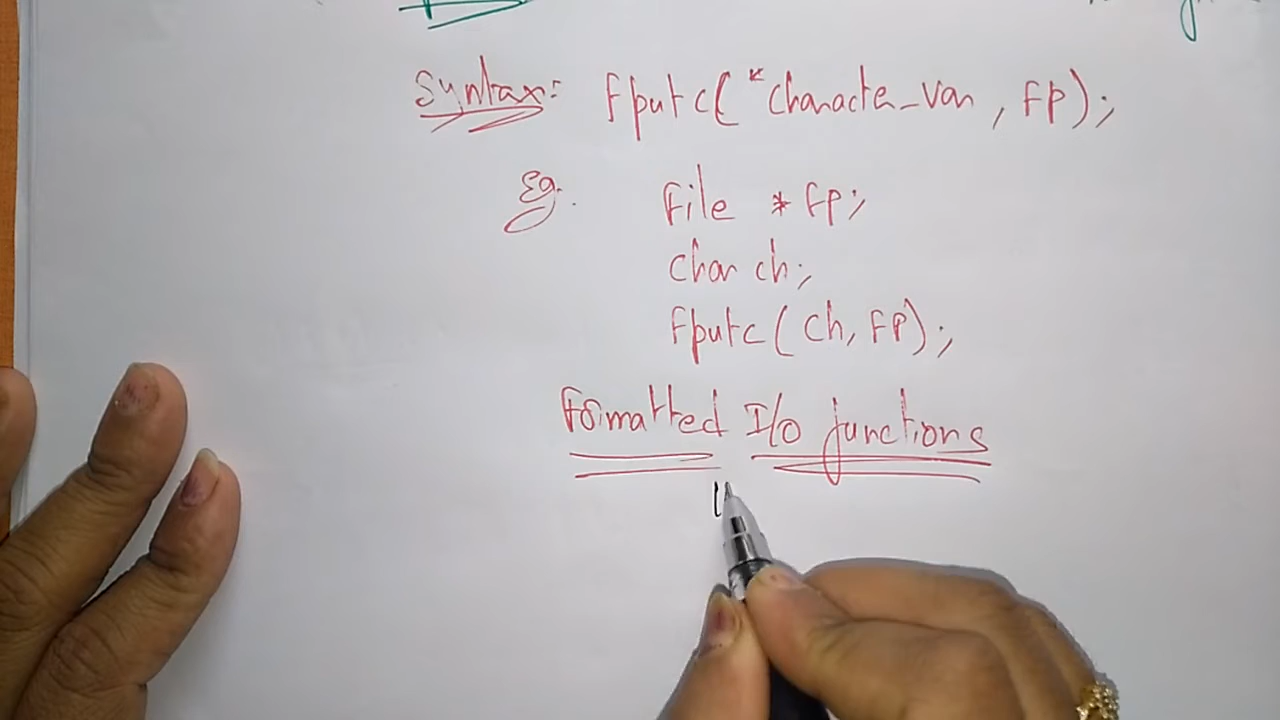 Syntax: fputc(*character_var, fp);
Eg. File *fp;
char ch;
fputc(ch, fp);
Formatted I/O functions